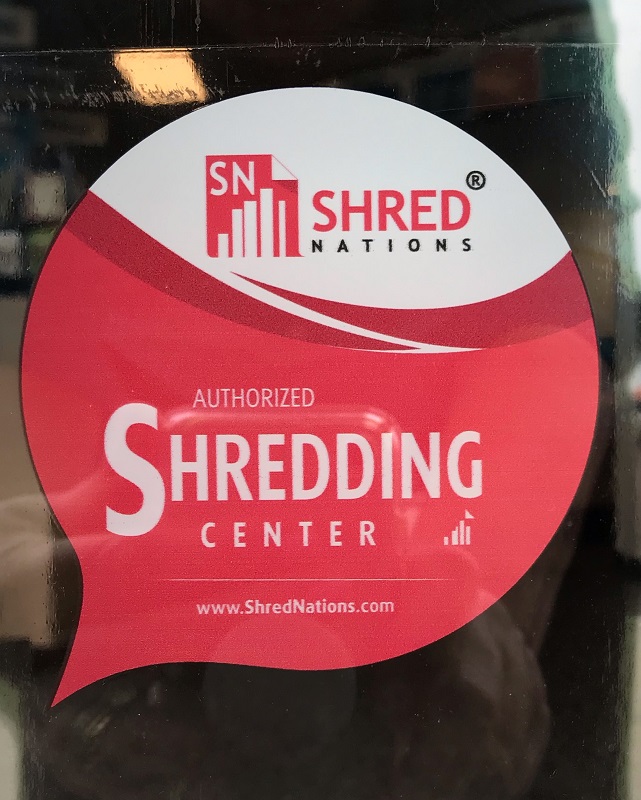 SN
SHRED®
NATIONS
AUTHORIZED
SHREDDING
CENTER
www.ShredNations.com